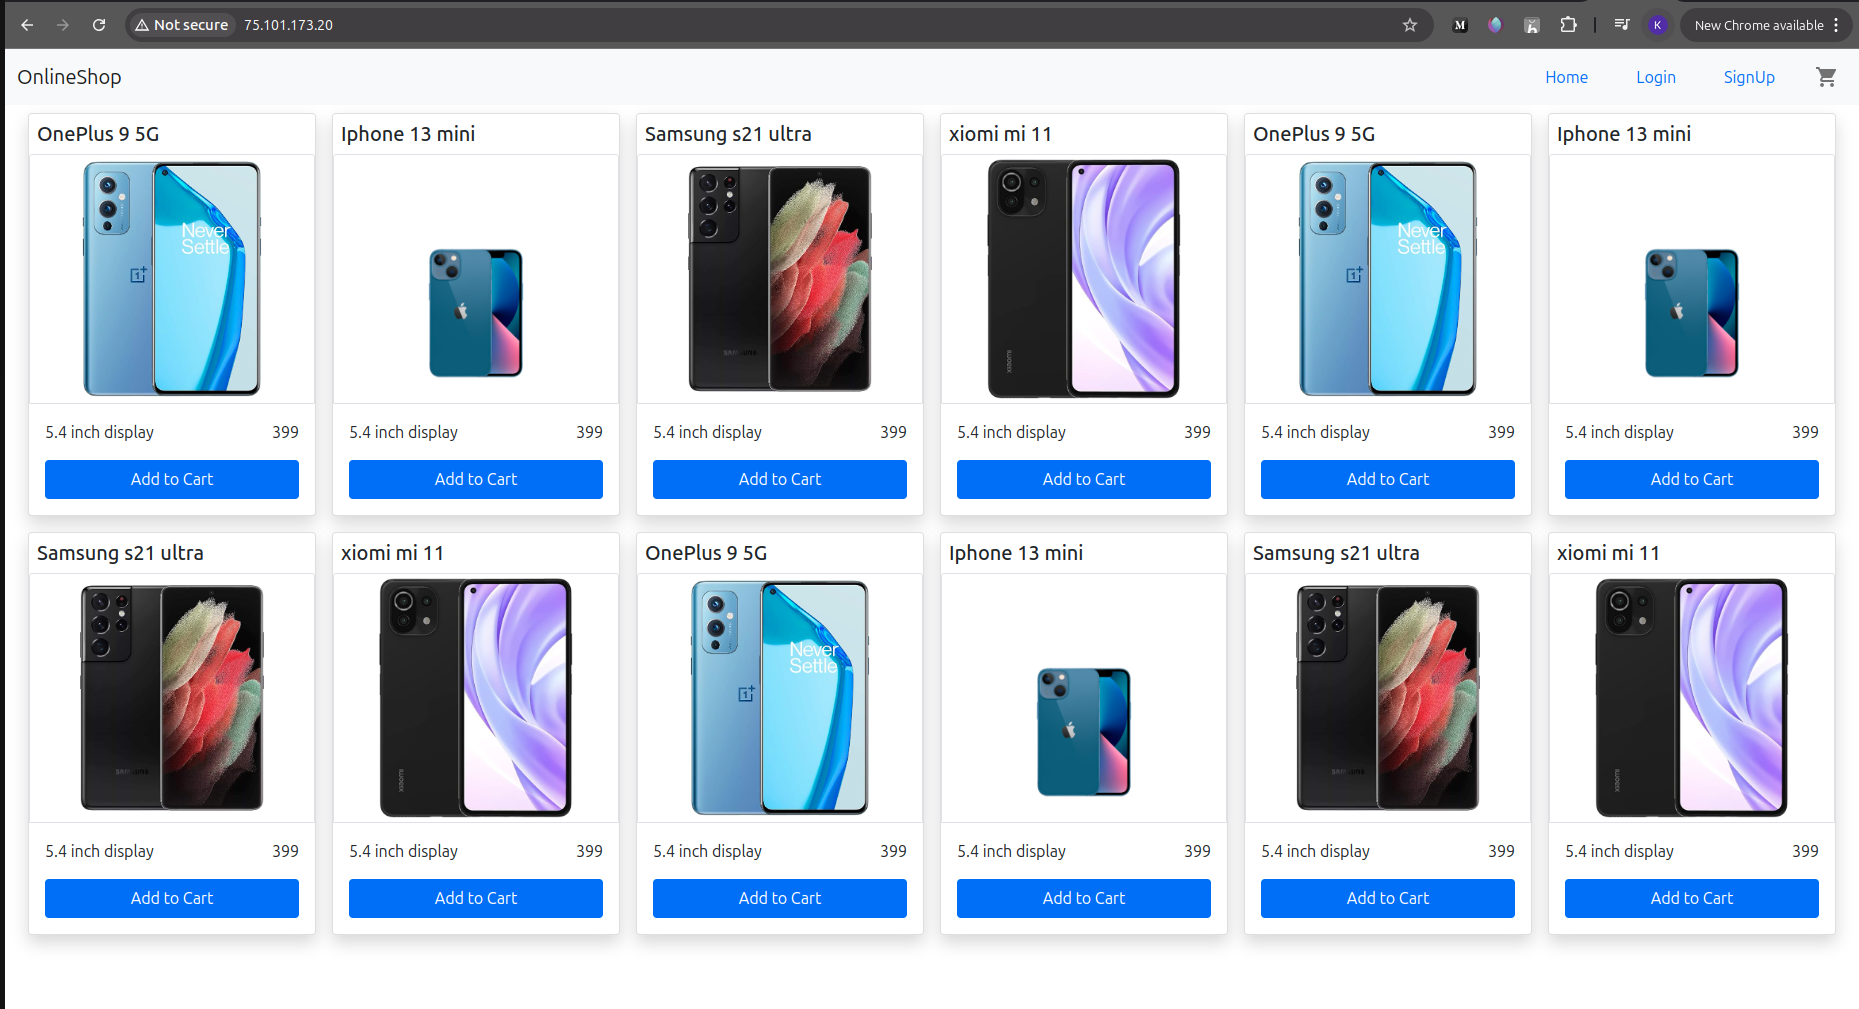 Not secure 75.101.173.20 M K New Chrome available
OnlineShop Home Login SignUp
OnePlus 9 5G Iphone 13 mini Samsung s21 ultra xiomi mi 11 OnePlus 9 5G Iphone 13 mini
Never
Settle
SAMSUNG
XIAOMI
Never
Settle
5.4 inch display 399 5.4 inch display 399 5.4 inch display 399 5.4 inch display 399 5.4 inch display 399 5.4 inch display 399
Add to Cart Add to Cart Add to Cart Add to Cart Add to Cart Add to Cart
Samsung s21 ultra xiomi mi 11 OnePlus 9 5G Iphone 13 mini Samsung s21 ultra xiomi mi 11
SAMSUNG
XIAOMI
Never
Settle
SAMSUNG
XIAOMI
5.4 inch display 399 5.4 inch display 399 5.4 inch display 399 5.4 inch display 399 5.4 inch display 399 5.4 inch display 399
Add to Cart Add to Cart Add to Cart Add to Cart Add to Cart Add to Cart